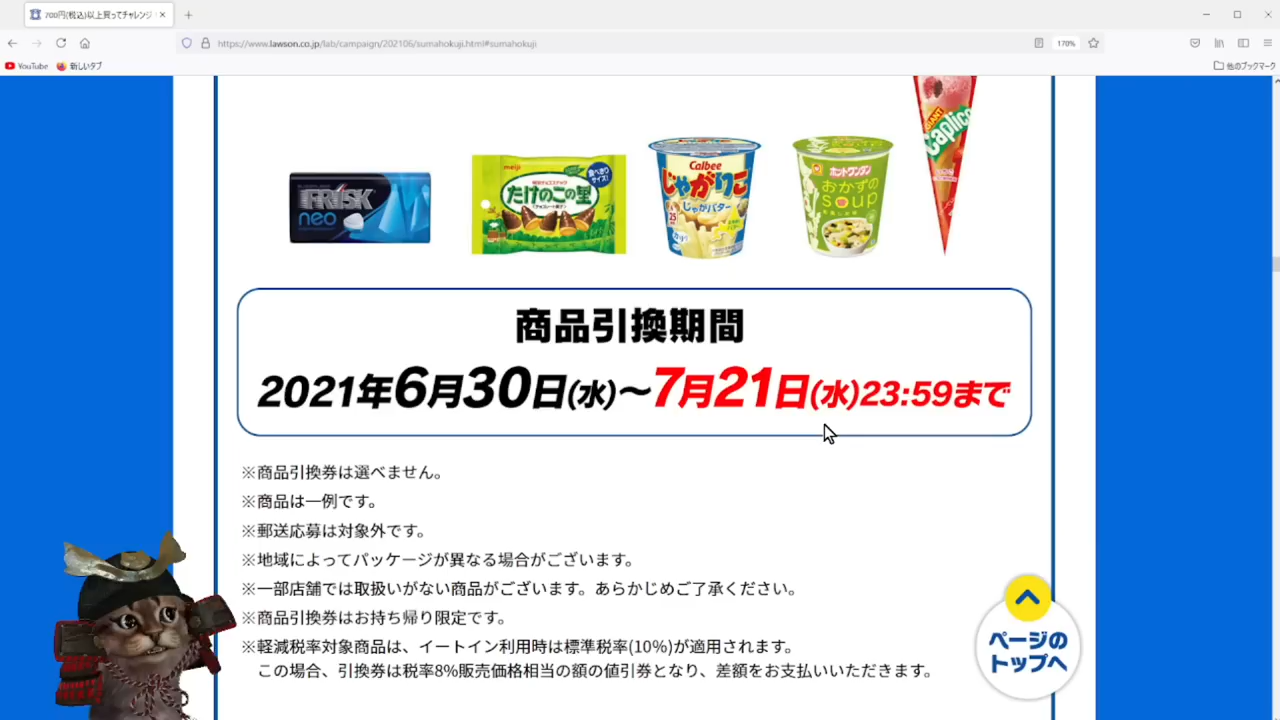 700円(税込)以上買ってチャレンジ
https://www.lawson.co.jp/lab/campaign/202106/sumahokuji.html#sumahokuji
170%
YouTube
新しいタブ
他のブックマーク
FRISK
neo
meiji
たけのこの里
食べきりサイズ!
Calbee
じゃがりこ
じゃがバター
ホットワンタン
おかずの
soup
GIANT
Caplico
商品引換期間
2021年6月30日(水)～7月21日(水)23:59まで
※商品引換券は選べません。
※商品は一例です。
※郵送応募は対象外です。
※地域によってパッケージが異なる場合がございます。
※一部店舗では取扱いがない商品がございます。あらかじめご了承ください。
※商品引換券はお持ち帰り限定です。
※軽減税率対象商品は、イートイン利用時は標準税率(10%)が適用されます。
この場合、引換券は税率8%販売価格相当の額の値引券となり、差額をお支払いいただきます。
ページの
トップへ